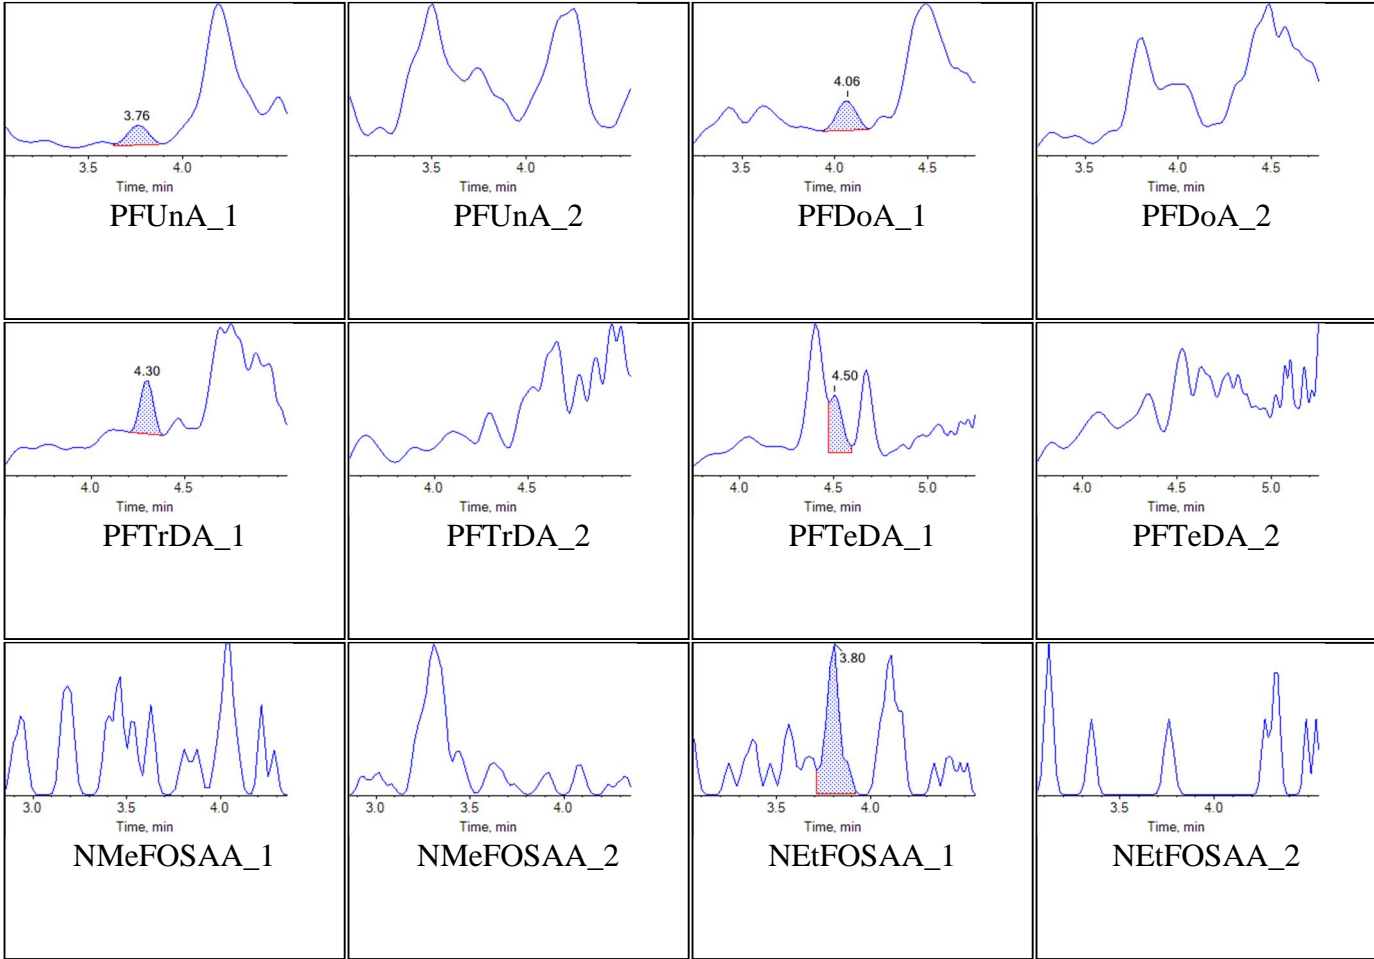 3.76
3.5 4.0
Time, min
PFUnA_1
3.5 4.0
Time, min
PFUnA_2
4.06
3.5 4.0 4.5
Time, min
PFDoA_1
3.5 4.0 4.5
Time, min
PFDoA_2
4.30
4.0 4.5
Time, min
PFTrDA_1
4.0 4.5
Time, min
PFTrDA_2
4.50
4.0 4.5 5.0
Time, min
PFTeDA_1
4.0 4.5 5.0
Time, min
PFTeDA_2
3.0 3.5 4.0
Time, min
NMeFOSAA_1
3.0 3.5 4.0
Time, min
NMeFOSAA_2
3.80
3.5 4.0
Time, min
NEtFOSAA_1
3.5 4.0
Time, min
NEtFOSAA_2